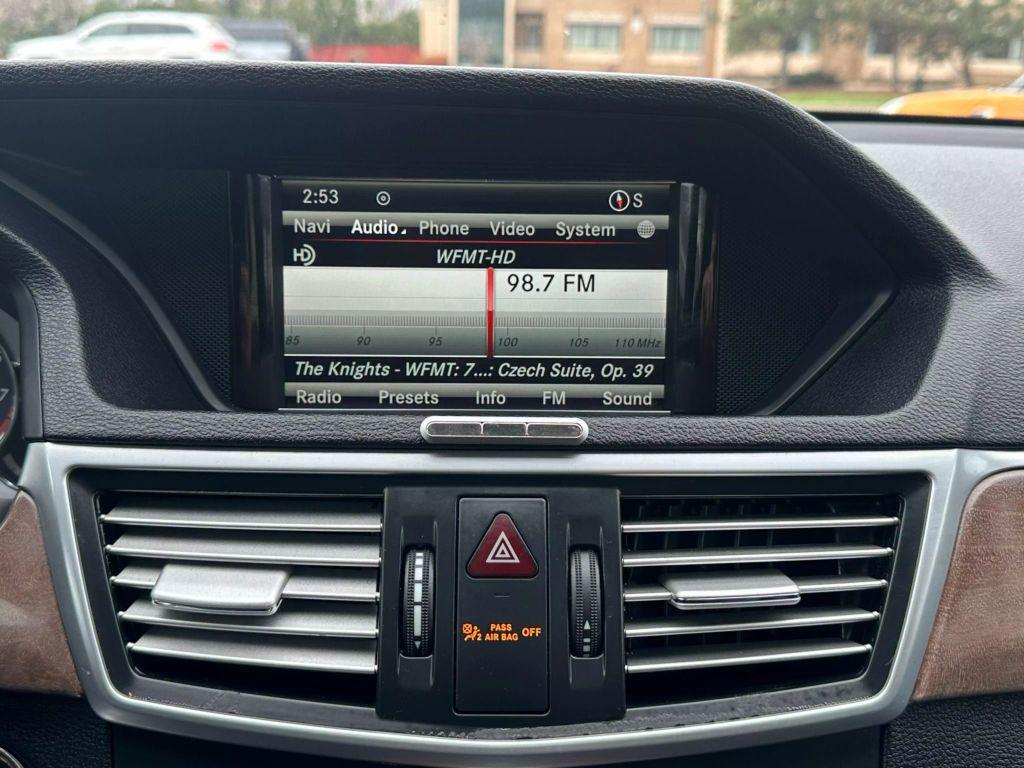 2:53 S
Navi Audio Phone Video System
HD WFMT-HD
98.7 FM
85 90 95 100 105 110 MHz
The Knights - WFMT: 7...: Czech Suite, Op. 39
Radio Presets Info FM Sound
PASS
2 AIR BAG OFF